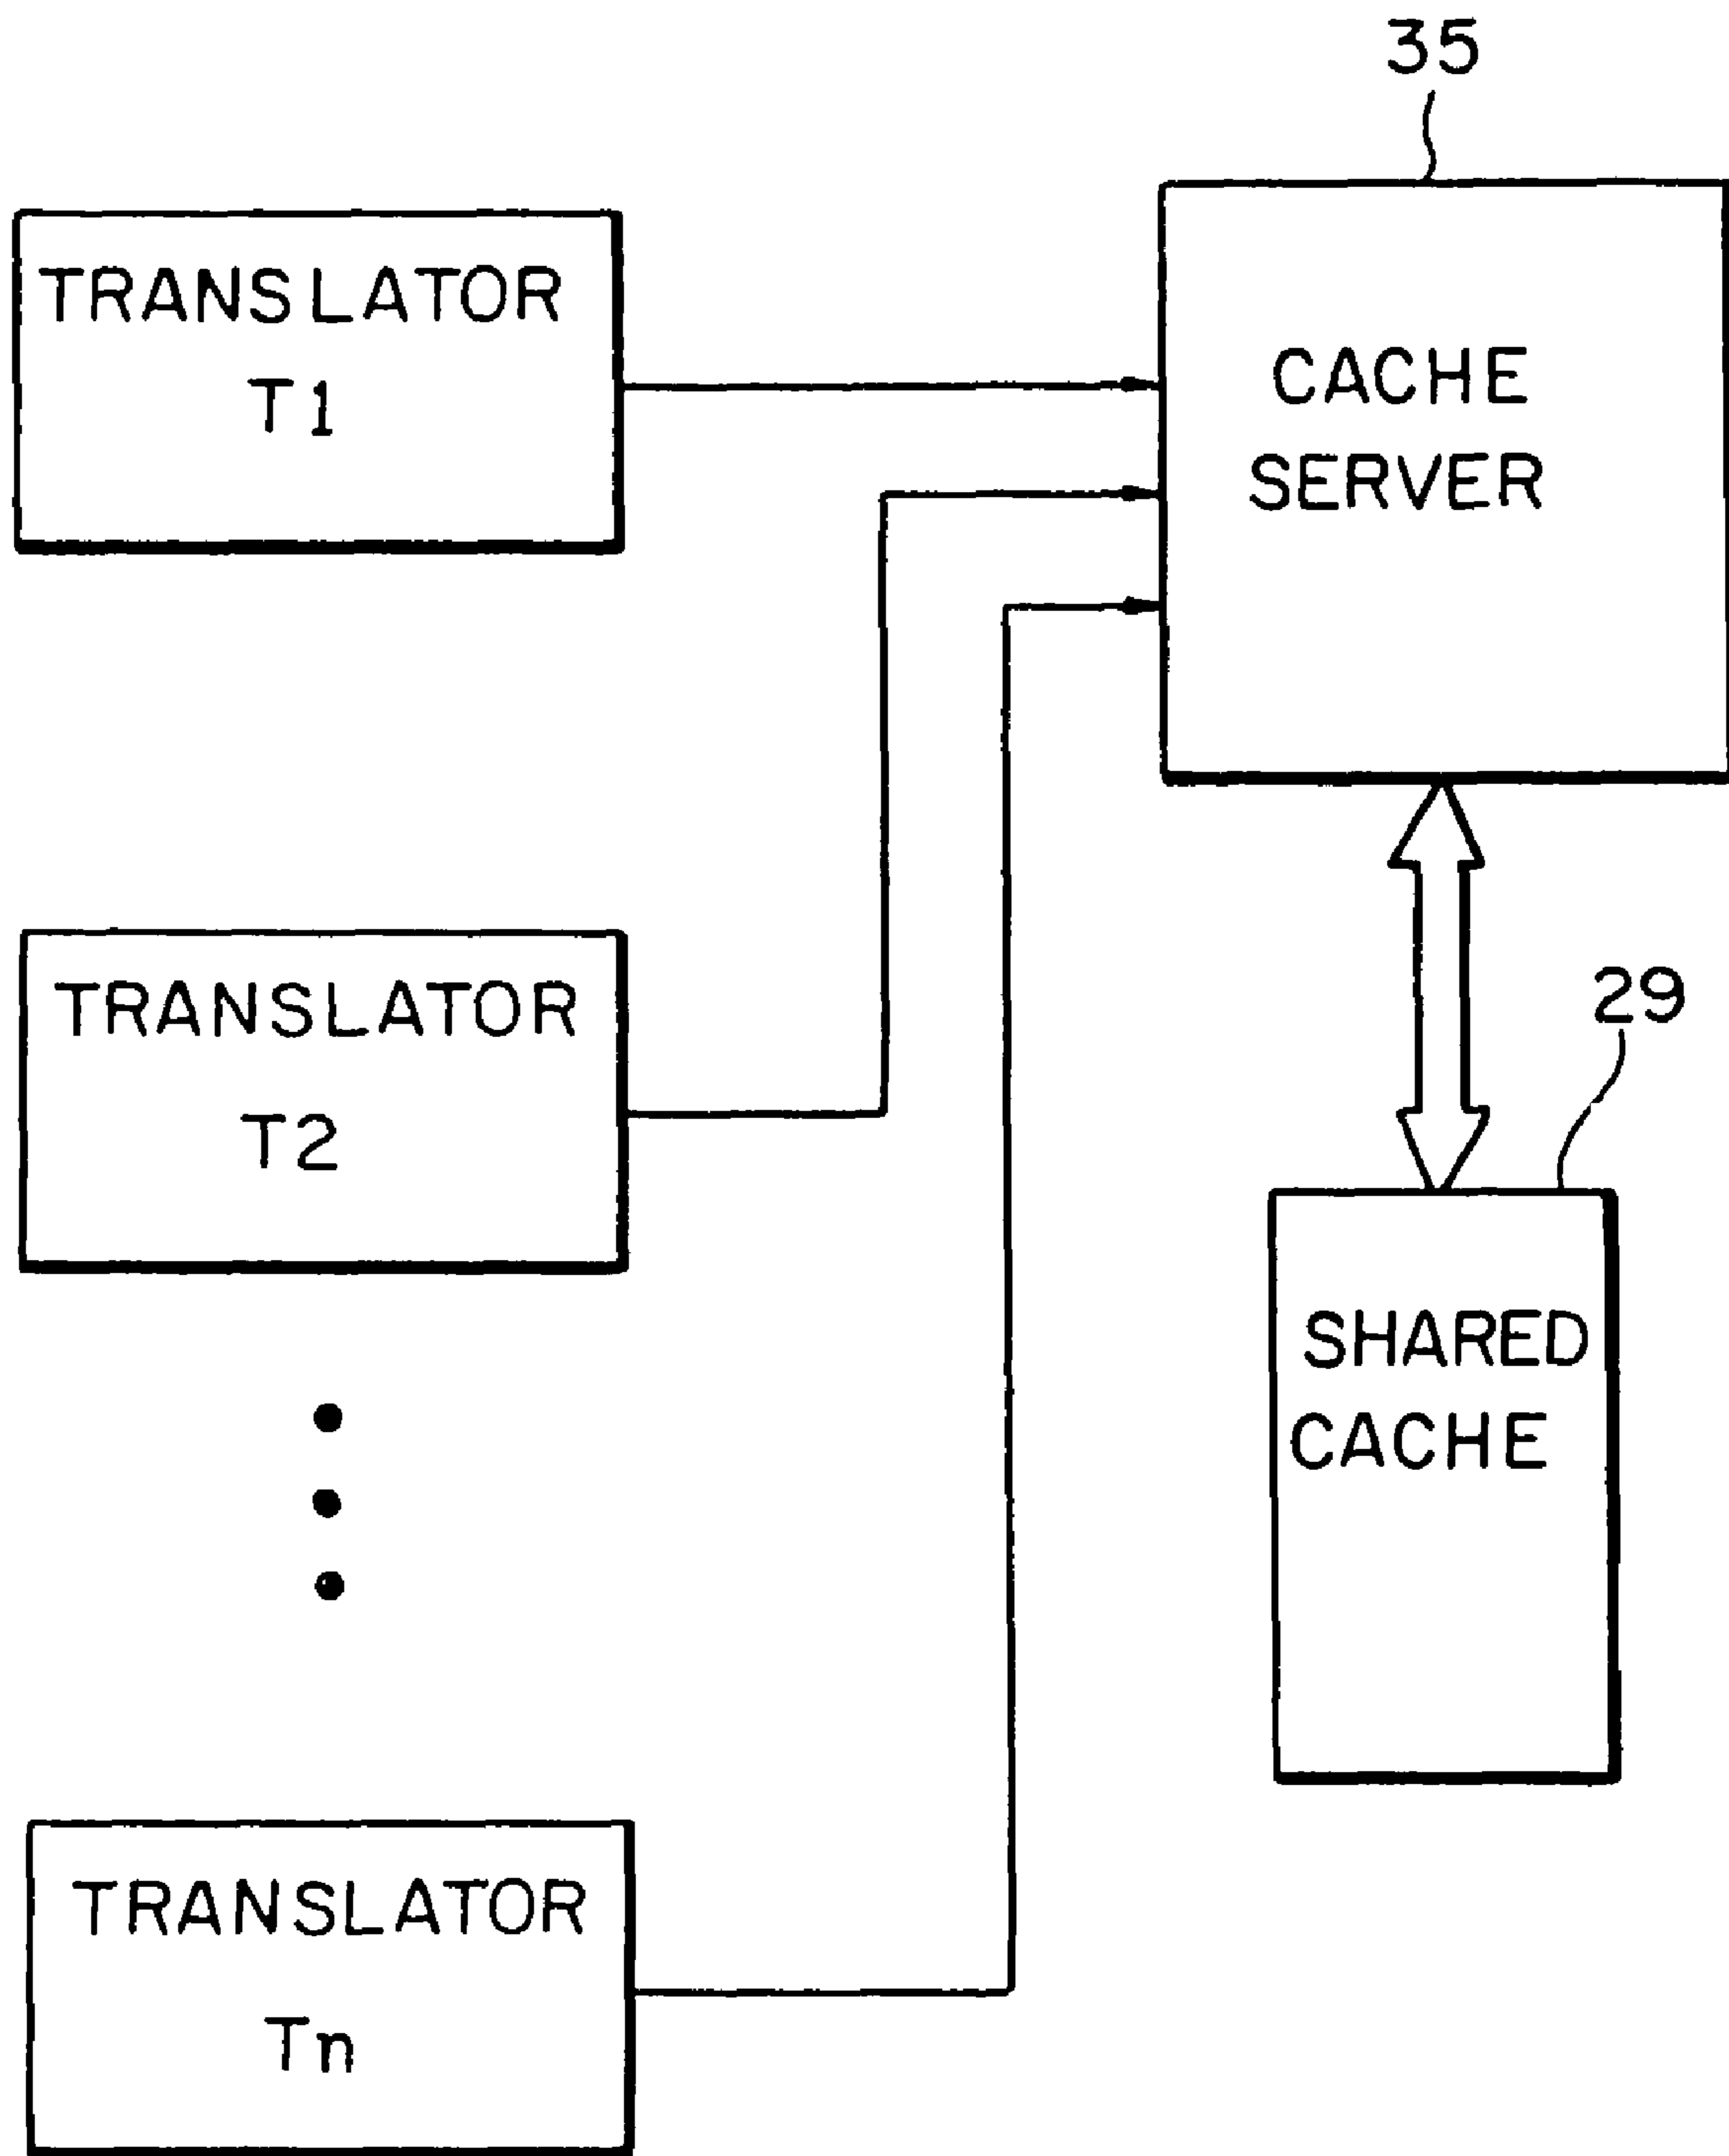 35
TRANSLATOR
T1
CACHE
SERVER
TRANSLATOR
T2
29
SHARED
CACHE
TRANSLATOR
Tn